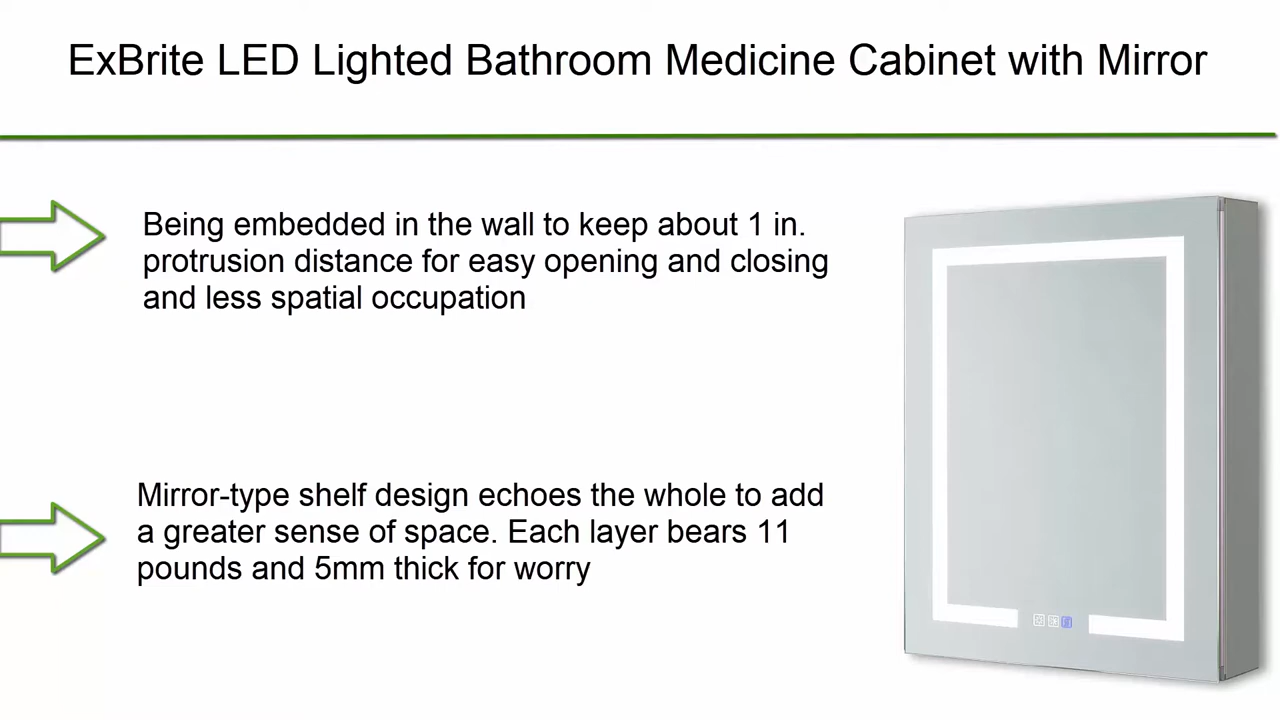 ExBrite LED Lighted Bathroom Medicine Cabinet with Mirror
Being embedded in the wall to keep about 1 in.
protrusion distance for easy opening and closing
and less spatial occupation
Mirror-type shelf design echoes the whole to add
a greater sense of space. Each layer bears 11
pounds and 5mm thick for worry